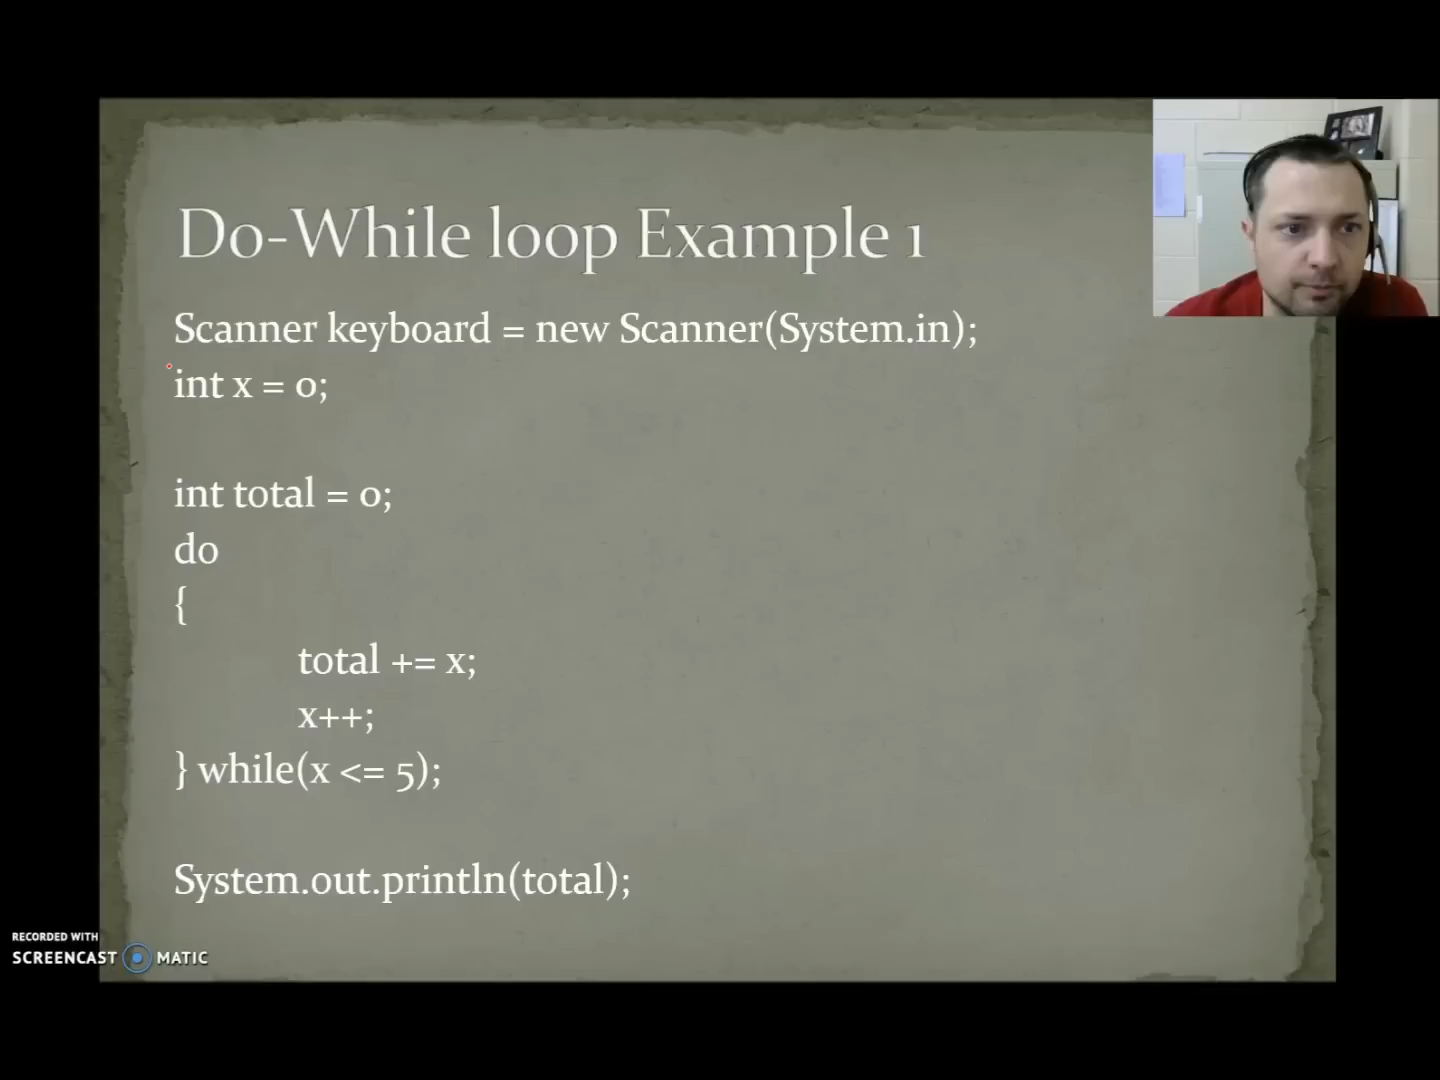 Do-While loop Example 1
Scanner keyboard = new Scanner(System.in);
int x = 0;
int total = 0;
do
{
total += x;
x++;
} while(x <= 5);
System.out.println(total);
RECORDED WITH
SCREENCAST MATIC